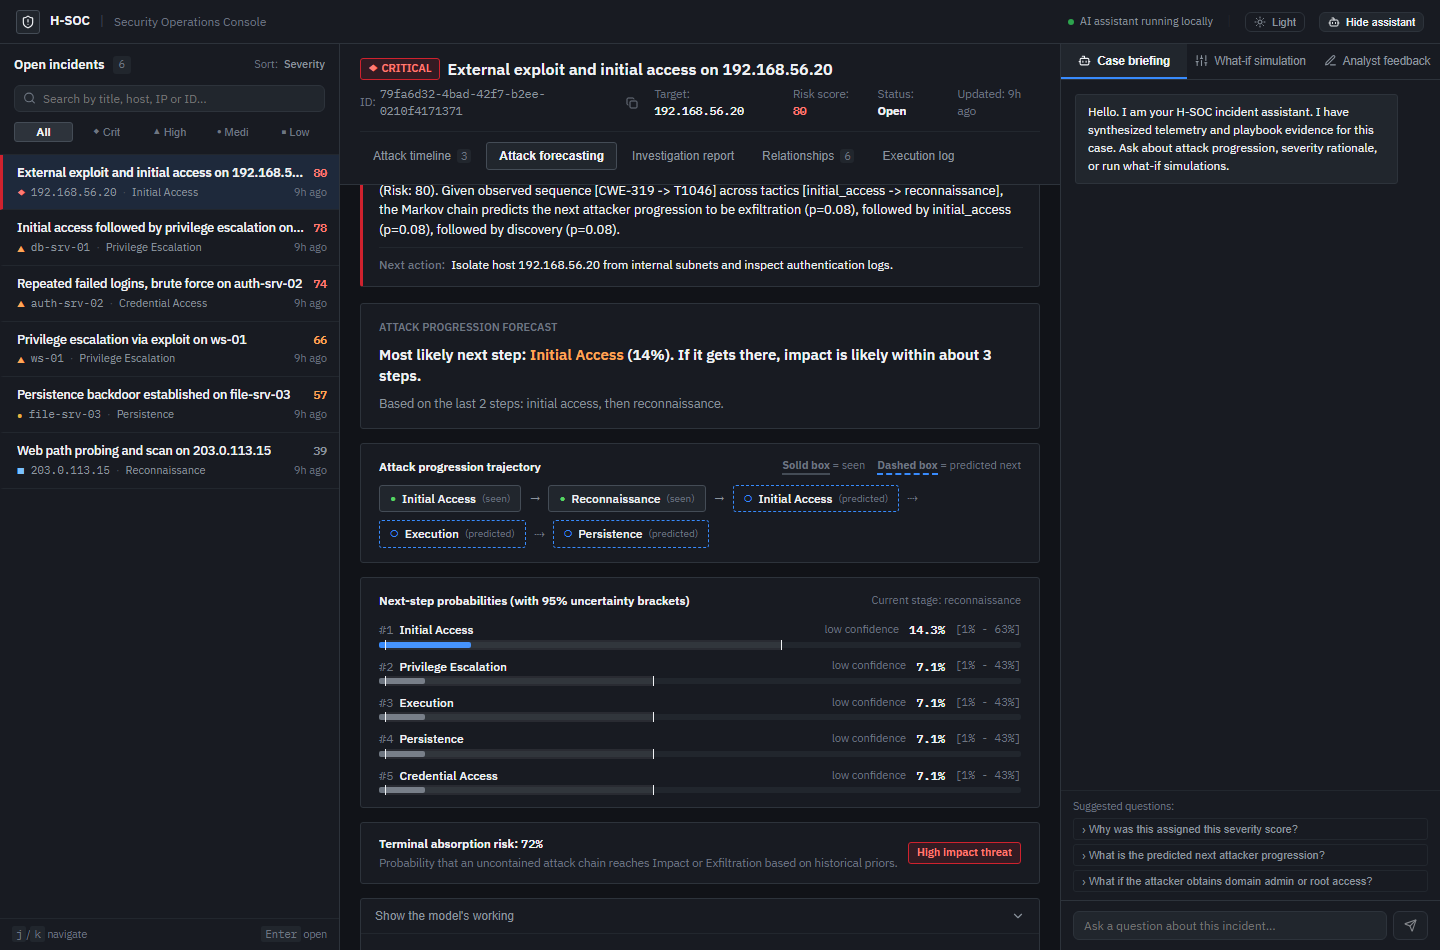 H-SOC | Security Operations Console
AI assistant running locally
Light
Hide assistant
Open incidents 6
Sort: Severity
Search by title, host, IP or ID...
All
Crit
High
Medi
Low
External exploit and initial access on 192.168.5... 80
192.168.56.20 · Initial Access 9h ago
Initial access followed by privilege escalation on... 78
db-srv-01 · Privilege Escalation 9h ago
Repeated failed logins, brute force on auth-srv-02 74
auth-srv-02 · Credential Access 9h ago
Privilege escalation via exploit on ws-01 66
ws-01 · Privilege Escalation 9h ago
Persistence backdoor established on file-srv-03 57
file-srv-03 · Persistence 9h ago
Web path probing and scan on 203.0.113.15 39
203.0.113.15 · Reconnaissance 9h ago
j / k navigate
Enter open
CRITICAL External exploit and initial access on 192.168.56.20
ID: 79fa6d32-4bad-42f7-b2ee-0210f4171371
Target: 192.168.56.20
Risk score: 80
Status: Open
Updated: 9h ago
Attack timeline 3
Attack forecasting
Investigation report
Relationships 6
Execution log
(Risk: 80). Given observed sequence [CWE-319 -> T1046] across tactics [initial_access -> reconnaissance],
the Markov chain predicts the next attacker progression to be exfiltration (p=0.08), followed by initial_access
(p=0.08), followed by discovery (p=0.08).
Next action: Isolate host 192.168.56.20 from internal subnets and inspect authentication logs.
ATTACK PROGRESSION FORECAST
Most likely next step: Initial Access (14%). If it gets there, impact is likely within about 3
steps.
Based on the last 2 steps: initial access, then reconnaissance.
Attack progression trajectory
Solid box = seen Dashed box = predicted next
Initial Access (seen) → Reconnaissance (seen) → Initial Access (predicted) →
Execution (predicted) → Persistence (predicted)
Next-step probabilities (with 95% uncertainty brackets)
Current stage: reconnaissance
#1 Initial Access low confidence 14.3% [1% - 63%]
#2 Privilege Escalation low confidence 7.1% [1% - 43%]
#3 Execution low confidence 7.1% [1% - 43%]
#4 Persistence low confidence 7.1% [1% - 43%]
#5 Credential Access low confidence 7.1% [1% - 43%]
Terminal absorption risk: 72%
Probability that an uncontained attack chain reaches Impact or Exfiltration based on historical priors.
High impact threat
Show the model's working
Case briefing
What-if simulation
Analyst feedback
Hello. I am your H-SOC incident assistant. I have
synthesized telemetry and playbook evidence for this
case. Ask about attack progression, severity rationale,
or run what-if simulations.
Suggested questions:
› Why was this assigned this severity score?
› What is the predicted next attacker progression?
› What if the attacker obtains domain admin or root access?
Ask a question about this incident...